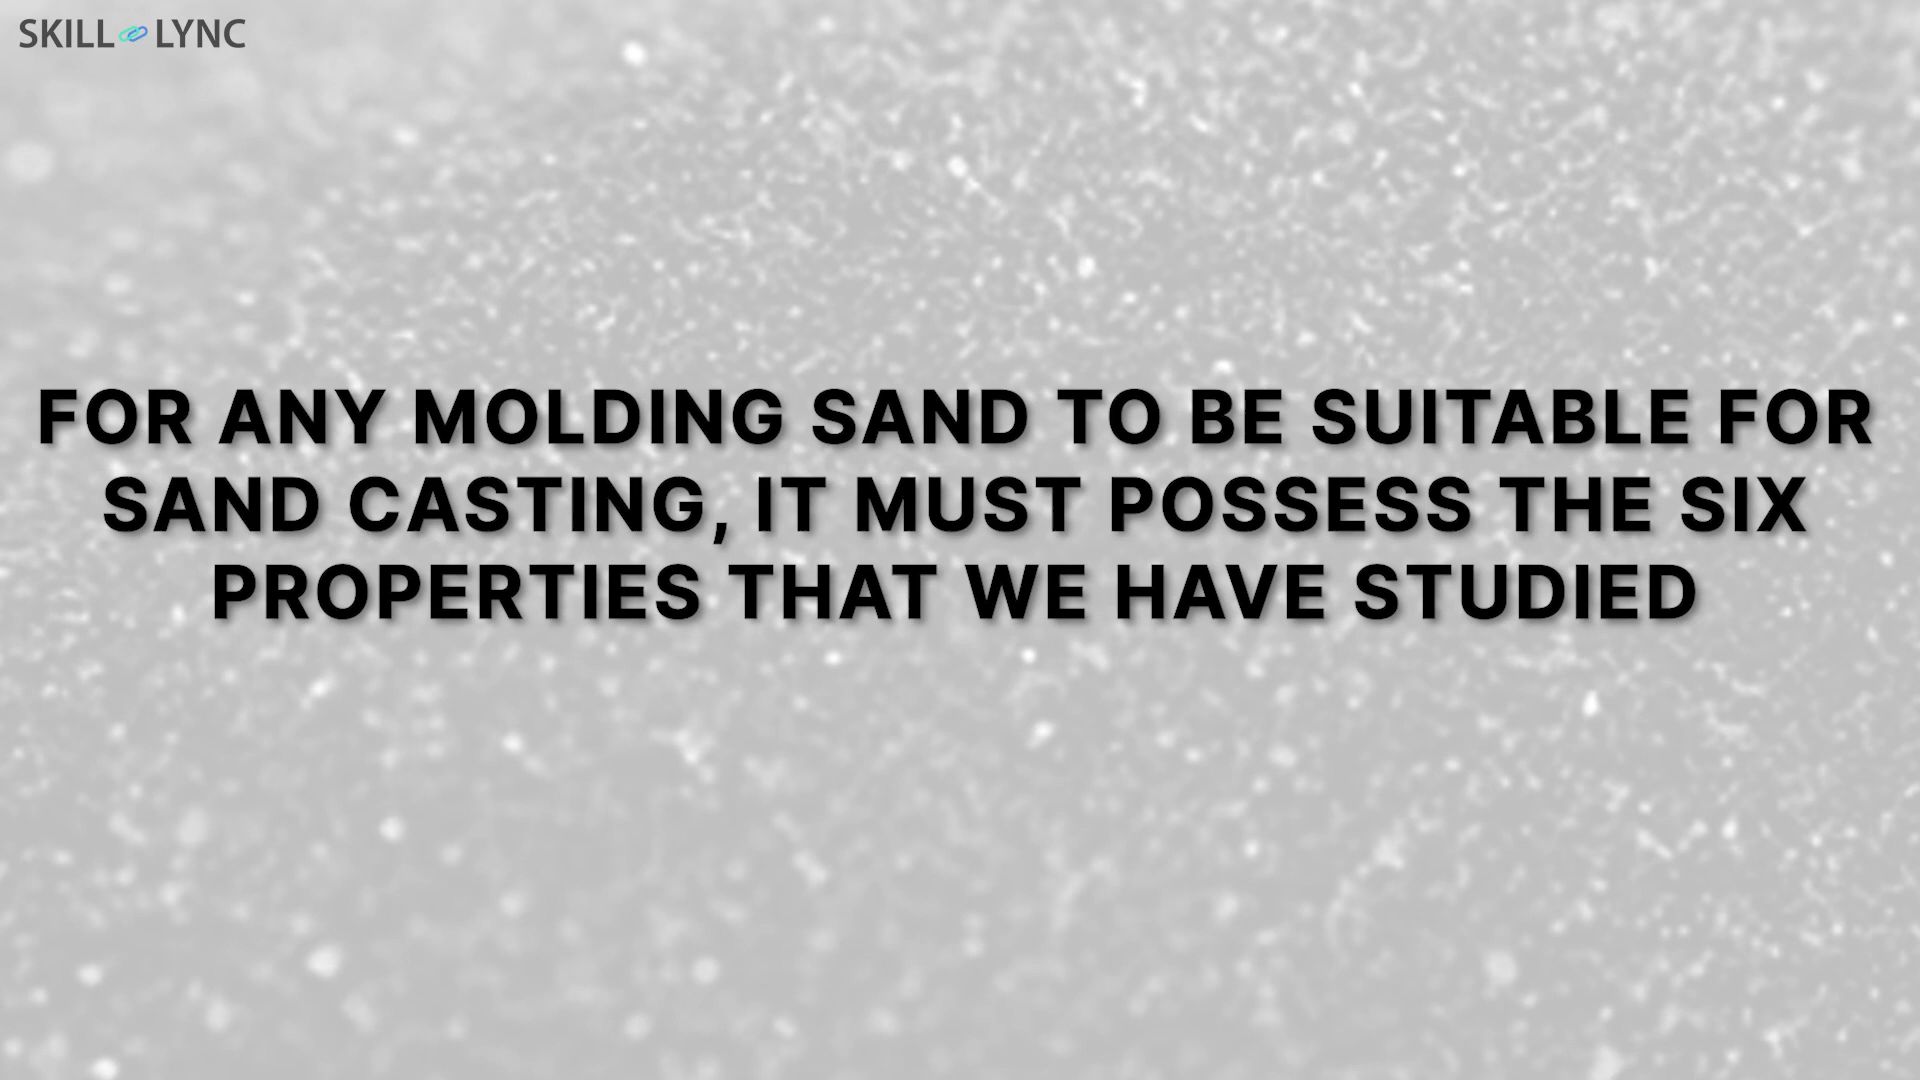 SKILL LYNC
FOR ANY MOLDING SAND TO BE SUITABLE FOR
SAND CASTING, IT MUST POSSESS THE SIX
PROPERTIES THAT WE HAVE STUDIED